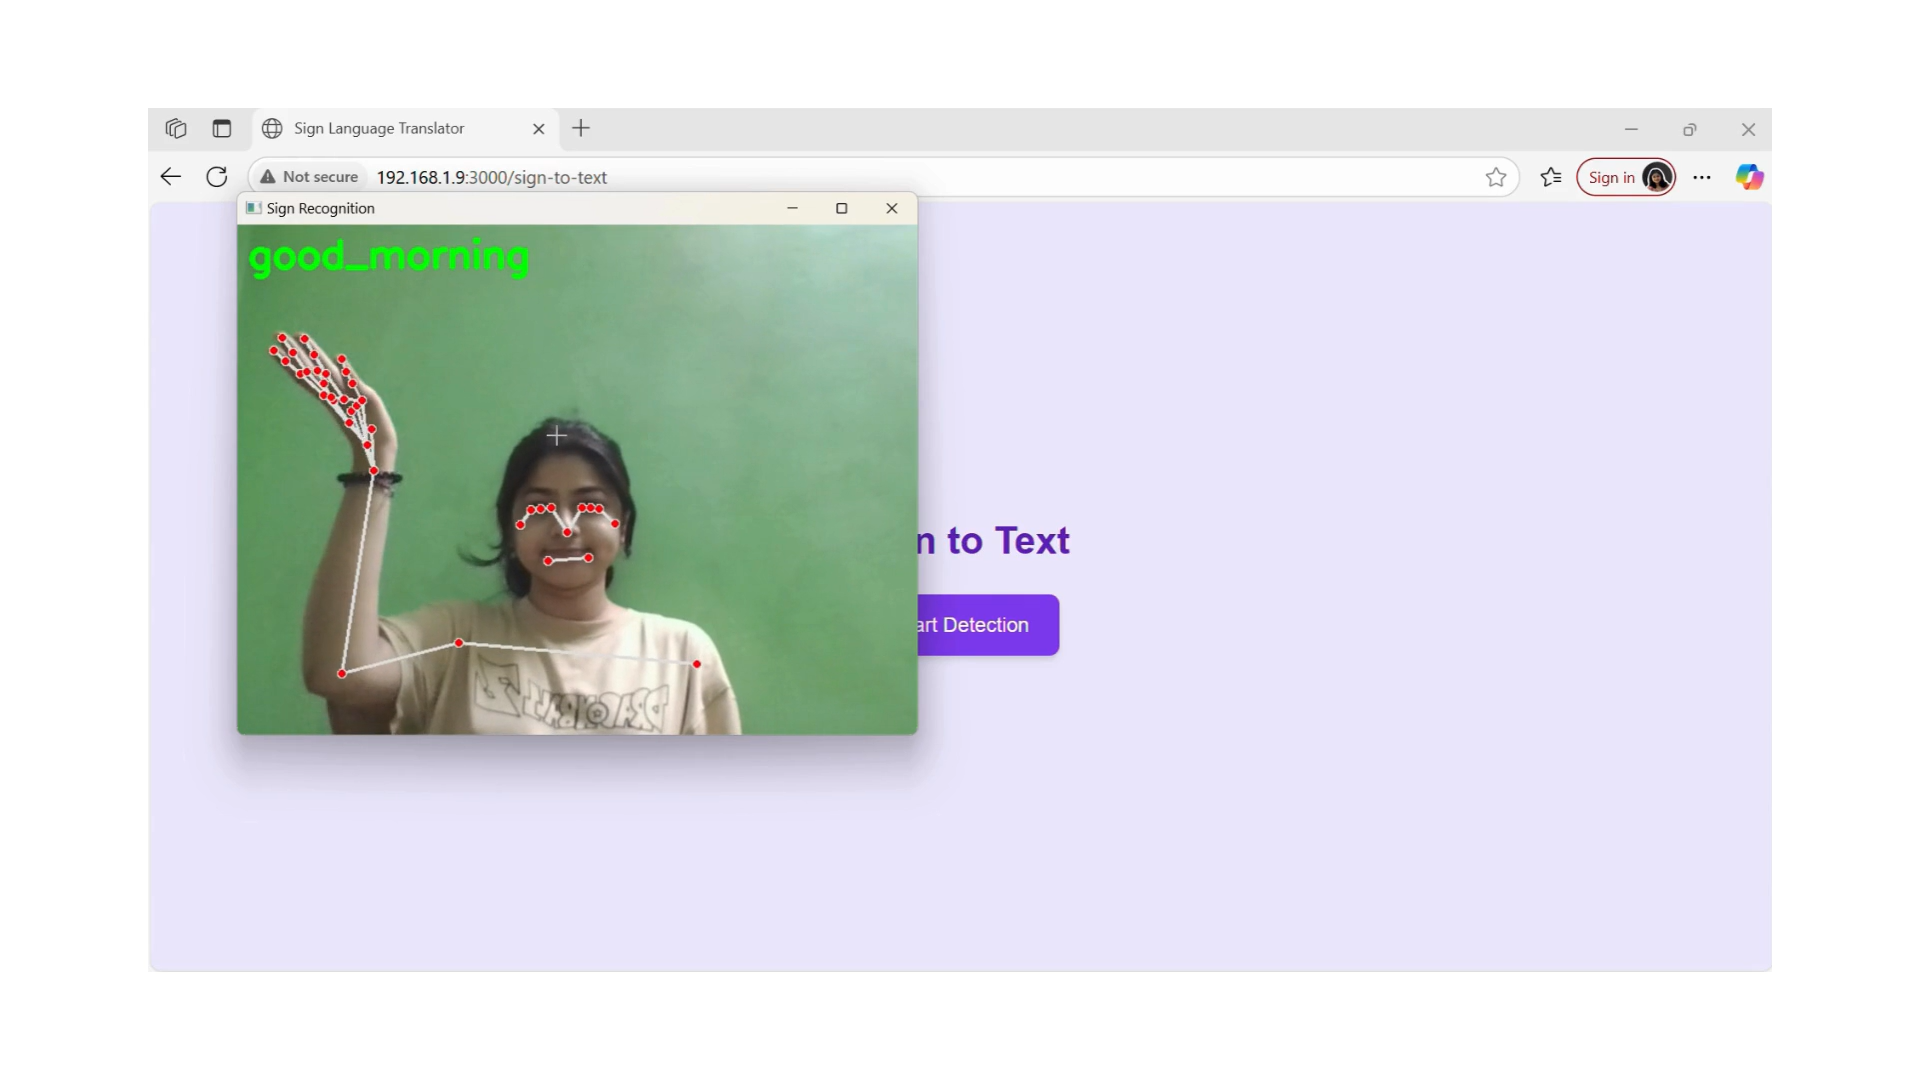 Sign Language Translator
Not secure
192.168.1.9:3000/sign-to-text
Sign in
Sign Recognition
good_morning
n to Text
art Detection